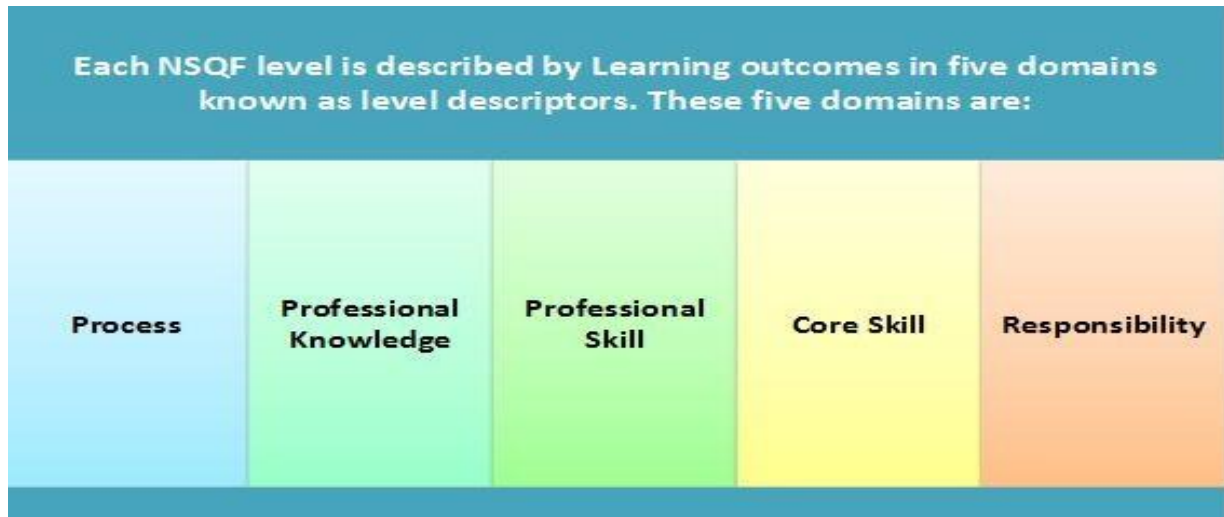 Each NSQF level is described by Learning outcomes in five domains
known as level descriptors. These five domains are:
Process
Professional
Knowledge
Professional
Skill
Core Skill
Responsibility